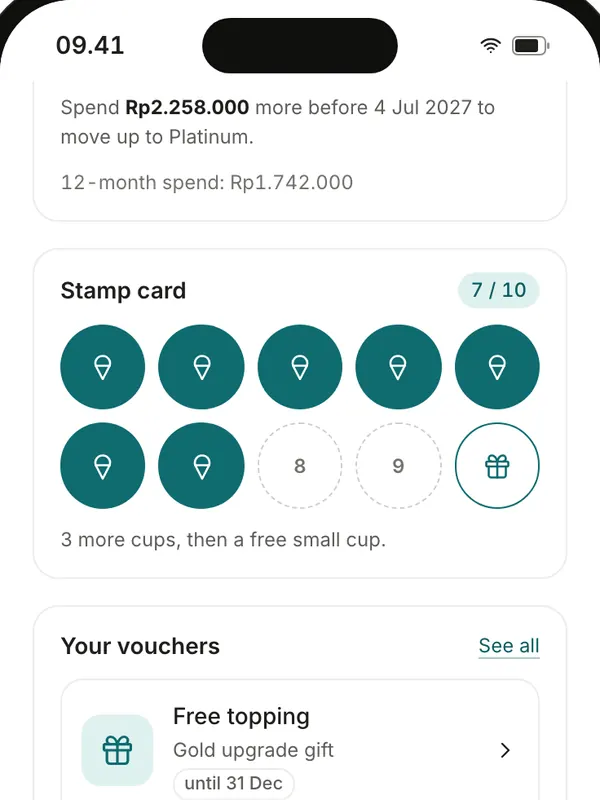 09.41
Spend Rp2.258.000 more before 4 Jul 2027 to
move up to Platinum.
12-month spend: Rp1.742.000
Stamp card
7 / 10
8
9
3 more cups, then a free small cup.
Your vouchers
See all
Free topping
Gold upgrade gift
until 31 Dec